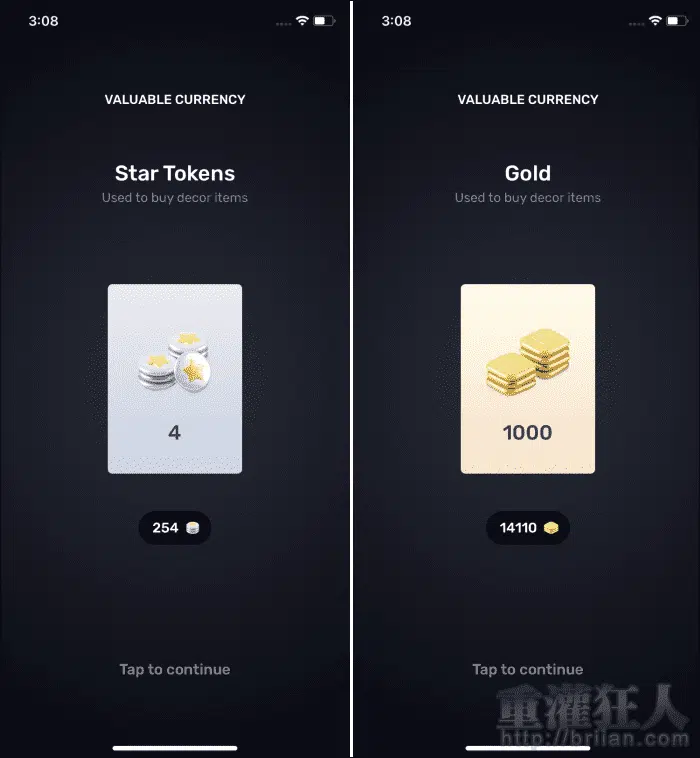 3:08
VALUABLE CURRENCY
Star Tokens
Used to buy decor items
4
254
Tap to continue
3:08
VALUABLE CURRENCY
Gold
Used to buy decor items
1000
14110
Tap to continue
重灌狂人
http://briian.com